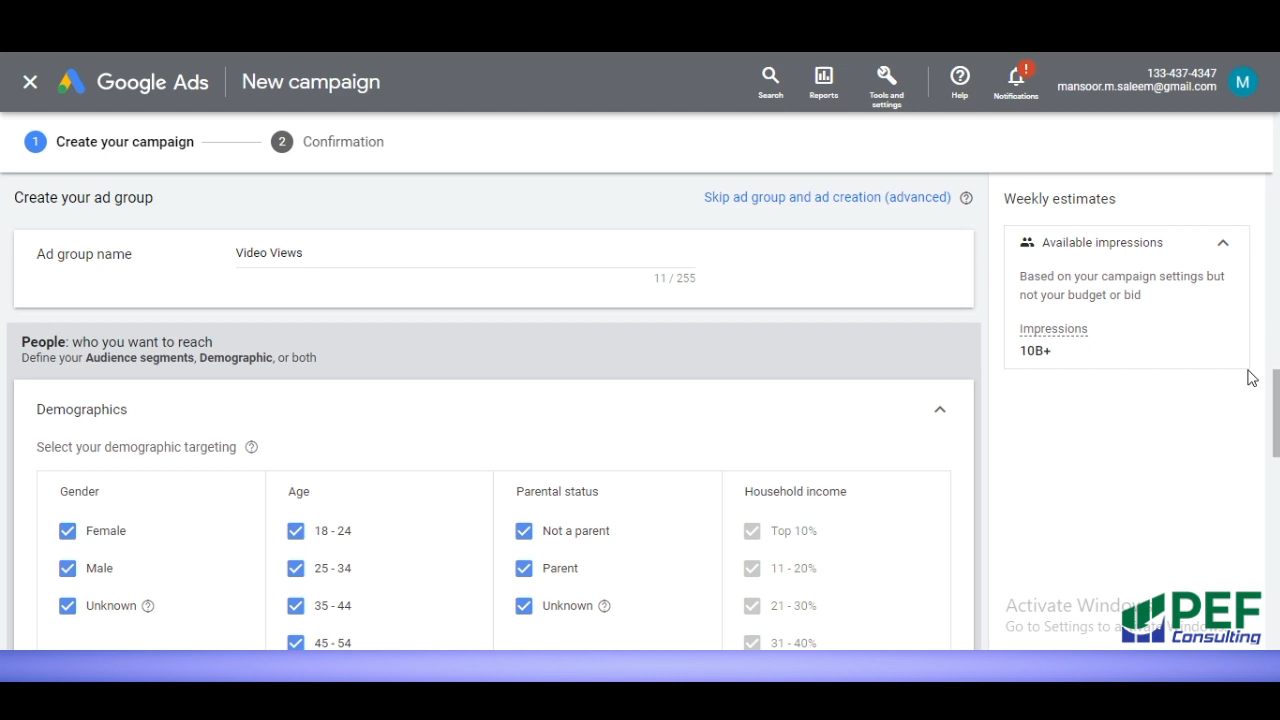 Google Ads
New campaign
Search
Reports
Tools and
settings
Help
!
Notifications
133-437-4347
mansoor.m.saleem@gmail.com
M
1
Create your campaign
2
Confirmation
Create your ad group
Skip ad group and ad creation (advanced)
Weekly estimates
Ad group name
Video Views
11 / 255
Available impressions
Based on your campaign settings but
not your budget or bid
Impressions
10B+
People: who you want to reach
Define your Audience segments, Demographic, or both
Demographics
Select your demographic targeting
Gender
Age
Parental status
Household income
Female
18 - 24
Not a parent
Top 10%
Male
25 - 34
Parent
11 - 20%
Unknown
35 - 44
Unknown
21 - 30%
45 - 54
31 - 40%
Activate Windo
Go to Settings to a
PEF
Consulting